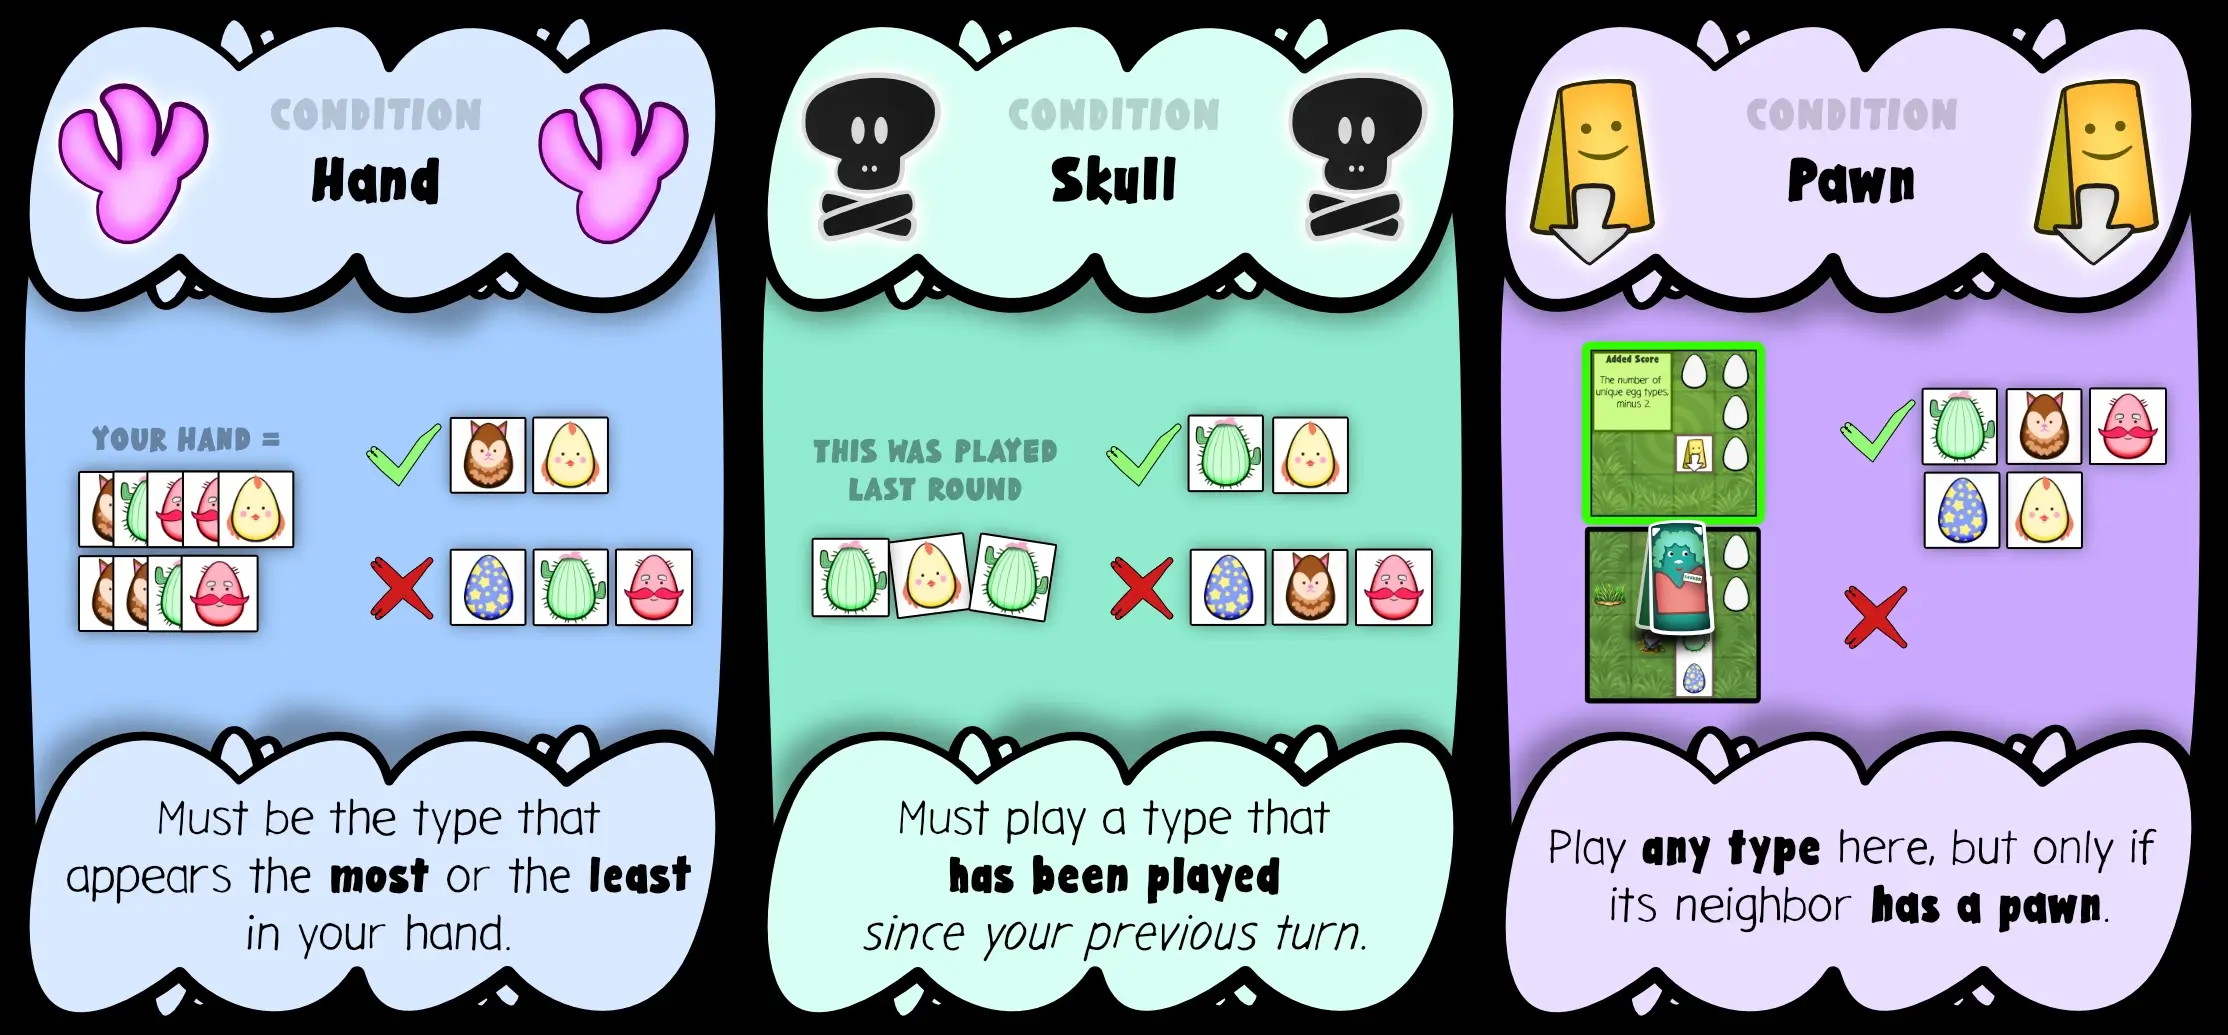 CONDITION
Hand
YOUR HAND =
Must be the type that
appears the most or the least
in your hand.
CONDITION
Skull
THIS WAS PLAYED
LAST ROUND
Must play a type that
has been played
since your previous turn.
CONDITION
Pawn
Added Score
The number of
unique egg types,
minus 2.
Play any type here, but only if
its neighbor has a pawn.